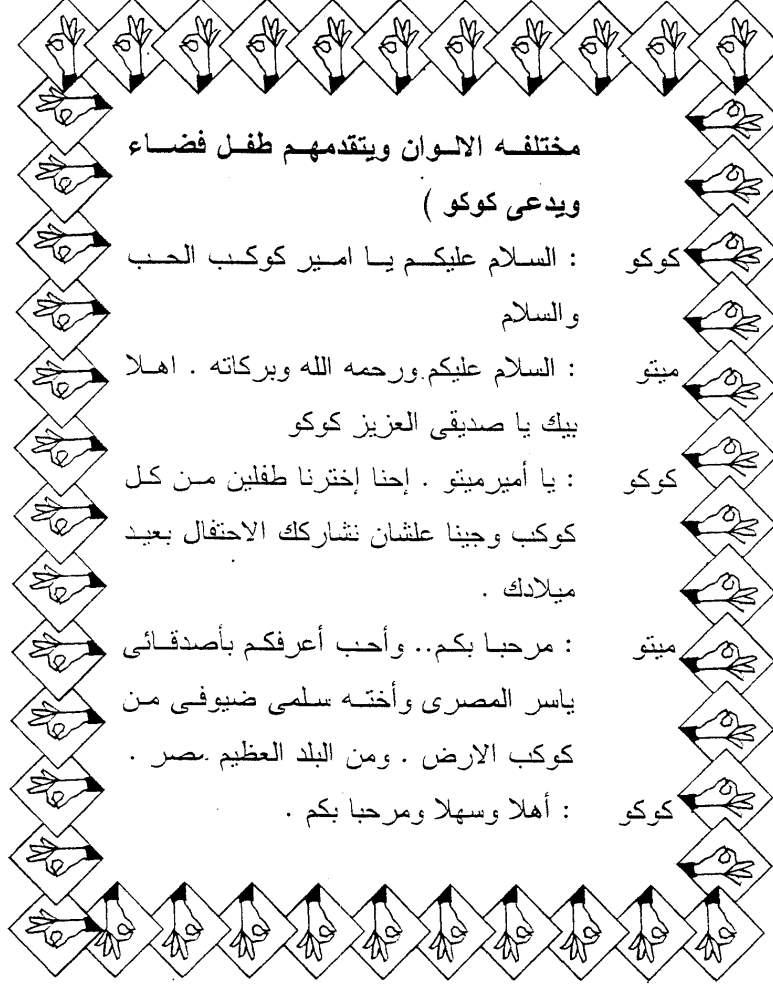 مختلفه الالوان ويتقدمهم طفل فضاء
ويدعى كوكو )
كوكو : السلام عليكم يا امير كوكب الحب
والسلام
ميتو : السلام عليكم ورحمه الله وبركاته . اهلا
بيك يا صديقى العزيز كوكو
كوكو : يا أميرميتو . إحنا إخترنا طفلين من كل
كوكب وجينا علشان نشاركك الاحتفال بعيد
ميلادك .
ميتو : مرحبا بكم.. وأحب أعرفكم بأصدقائى
ياسر المصرى وأخته سلمى ضيوفى من
كوكب الارض . ومن البلد العظيم مصر .
كوكو : أهلا وسهلا ومرحبا بكم .